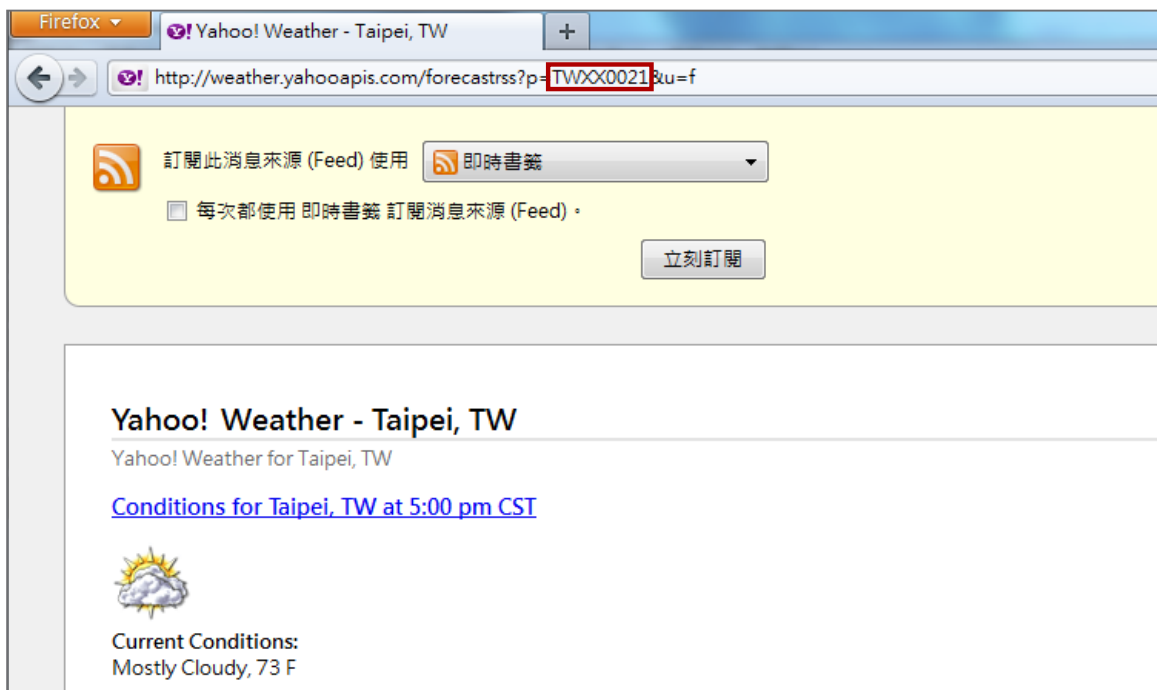 Firefox
Yahoo! Weather - Taipei, TW
http://weather.yahooapis.com/forecastrss?p=TWXX0021&u=f
訂閱此消息來源 (Feed) 使用 即時書籤
每次都使用 即時書籤 訂閱消息來源 (Feed)。
立刻訂閱
Yahoo! Weather - Taipei, TW
Yahoo! Weather for Taipei, TW
Conditions for Taipei, TW at 5:00 pm CST
Current Conditions:
Mostly Cloudy, 73 F